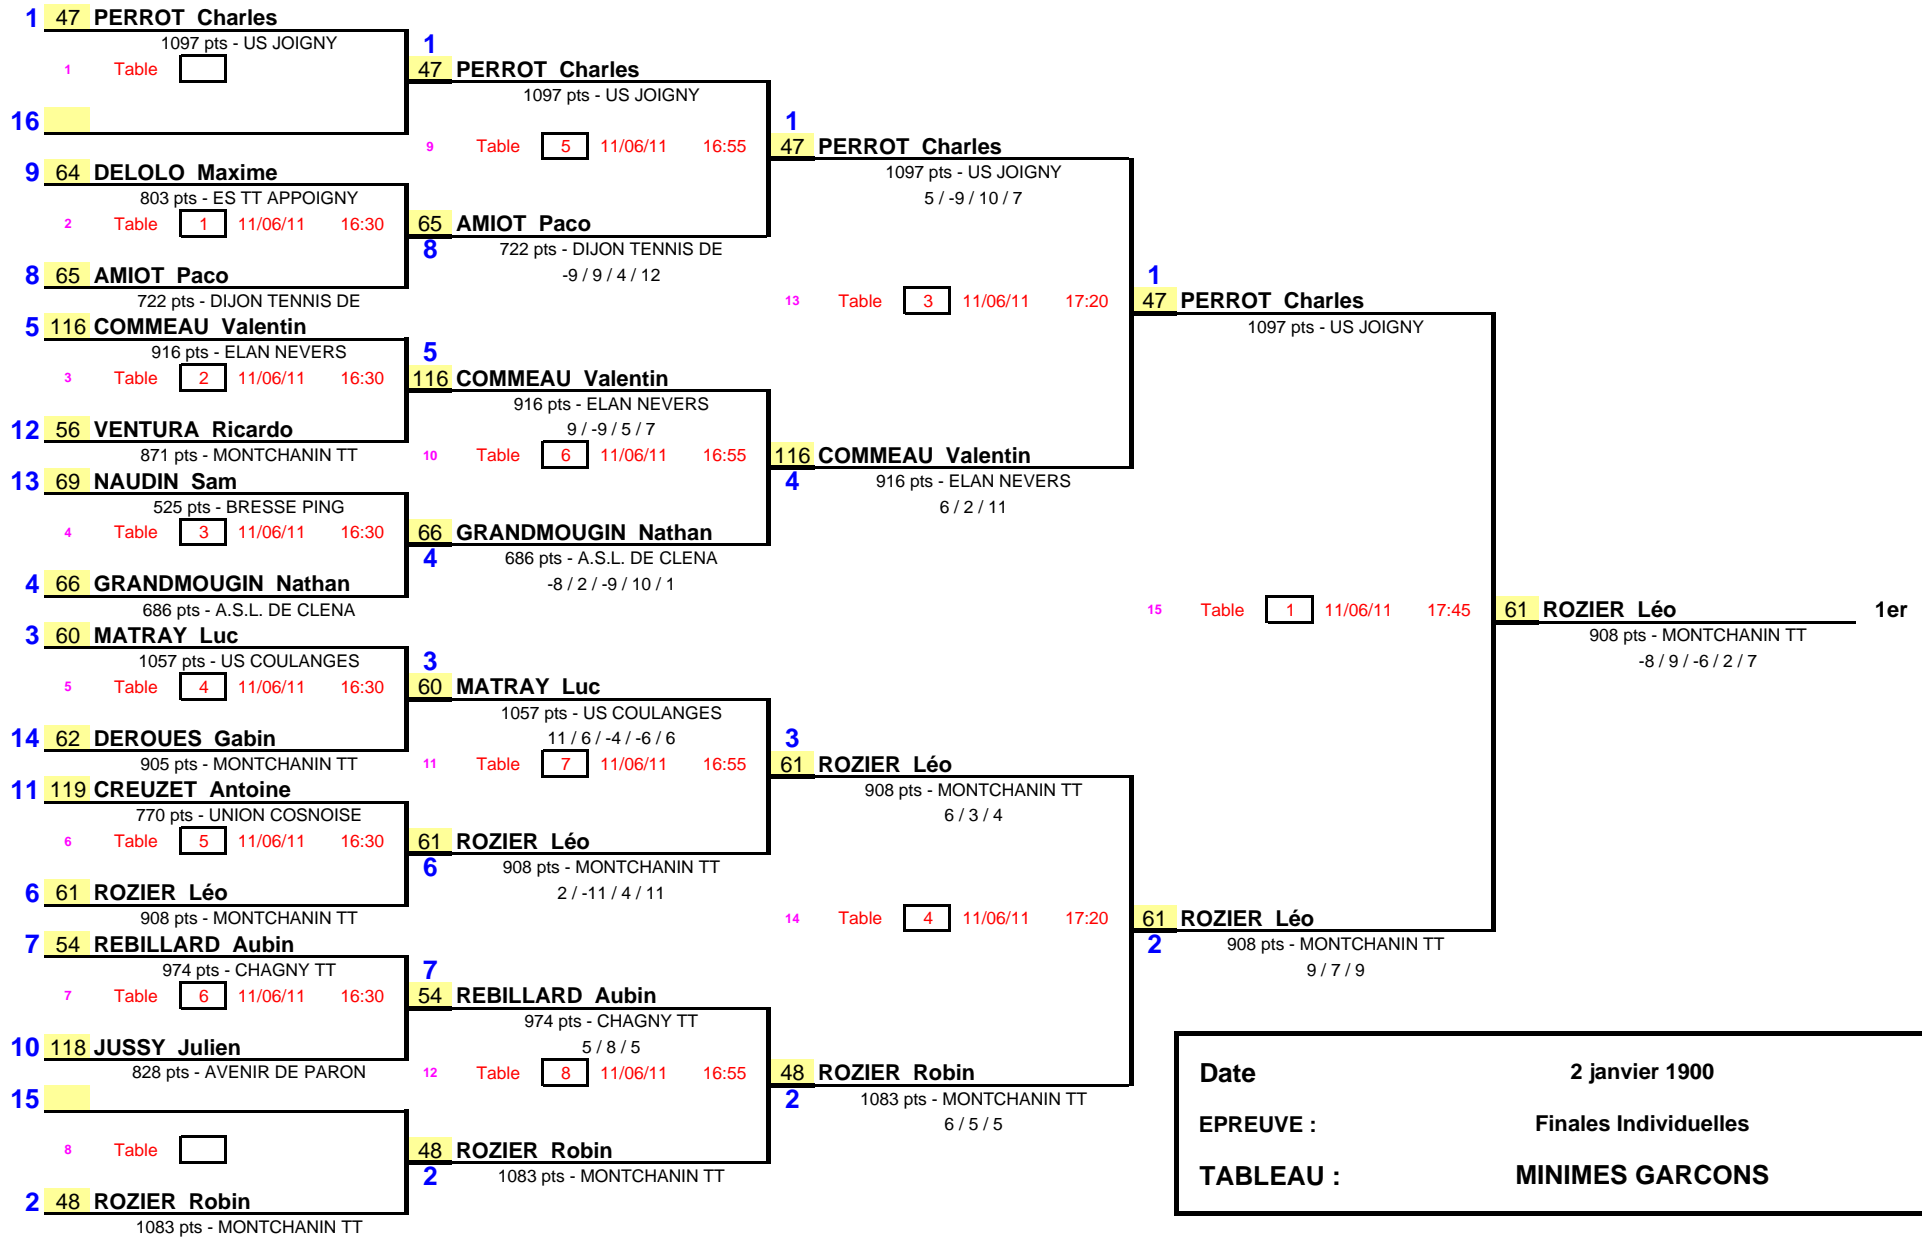 1 47 PERROT Charles
1097 pts - US JOIGNY
1 Table
16
9 64 DELOLO Maxime
803 pts - ES TT APPOIGNY
2 Table 1 11/06/11 16:30
8 65 AMIOT Paco
722 pts - DIJON TENNIS DE
5 116 COMMEAU Valentin
916 pts - ELAN NEVERS
3 Table 2 11/06/11 16:30
12 56 VENTURA Ricardo
871 pts - MONTCHANIN TT
13 69 NAUDIN Sam
525 pts - BRESSE PING
4 Table 3 11/06/11 16:30
4 66 GRANDMOUGIN Nathan
686 pts - A.S.L. DE CLENA
3 60 MATRAY Luc
1057 pts - US COULANGES
5 Table 4 11/06/11 16:30
14 62 DEROUES Gabin
905 pts - MONTCHANIN TT
11 119 CREUZET Antoine
770 pts - UNION COSNOISE
6 Table 5 11/06/11 16:30
6 61 ROZIER Léo
908 pts - MONTCHANIN TT
7 54 REBILLARD Aubin
974 pts - CHAGNY TT
7 Table 6 11/06/11 16:30
10 118 JUSSY Julien
828 pts - AVENIR DE PARON
15
8 Table
2 48 ROZIER Robin
1083 pts - MONTCHANIN TT
1
47 PERROT Charles
1097 pts - US JOIGNY
9 Table 5 11/06/11 16:55
65 AMIOT Paco
8
722 pts - DIJON TENNIS DE
-9 / 9 / 4 / 12
5
116 COMMEAU Valentin
916 pts - ELAN NEVERS
9 / -9 / 5 / 7
10 Table 6 11/06/11 16:55
66 GRANDMOUGIN Nathan
4
686 pts - A.S.L. DE CLENA
-8 / 2 / -9 / 10 / 1
3
60 MATRAY Luc
1057 pts - US COULANGES
11 / 6 / -4 / -6 / 6
11 Table 7 11/06/11 16:55
61 ROZIER Léo
6
908 pts - MONTCHANIN TT
2 / -11 / 4 / 11
7
54 REBILLARD Aubin
974 pts - CHAGNY TT
5 / 8 / 5
12 Table 8 11/06/11 16:55
48 ROZIER Robin
2
1083 pts - MONTCHANIN TT
1
47 PERROT Charles
1097 pts - US JOIGNY
5 / -9 / 10 / 7
13 Table 3 11/06/11 17:20
116 COMMEAU Valentin
4
916 pts - ELAN NEVERS
6 / 2 / 11
3
61 ROZIER Léo
908 pts - MONTCHANIN TT
6 / 3 / 4
14 Table 4 11/06/11 17:20
48 ROZIER Robin
2
1083 pts - MONTCHANIN TT
6 / 5 / 5
1
47 PERROT Charles
1097 pts - US JOIGNY
15 Table 1 11/06/11 17:45
61 ROZIER Léo
2
908 pts - MONTCHANIN TT
9 / 7 / 9
61 ROZIER Léo 1er
908 pts - MONTCHANIN TT
-8 / 9 / -6 / 2 / 7
Date 2 janvier 1900
EPREUVE : Finales Individuelles
TABLEAU : MINIMES GARCONS